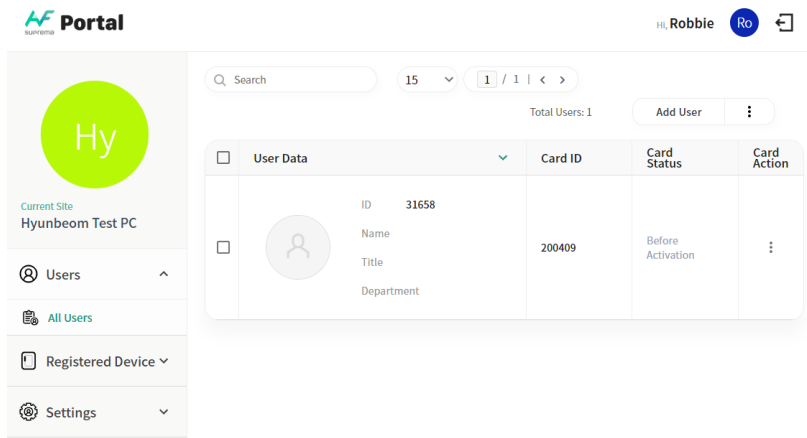 suprema
Portal
Hi, Robbie
Ro
Hy
Current Site
Hyunbeom Test PC
Users
All Users
Registered Device
Settings
Search
15
1 / 1 | < >
Total Users: 1
Add User
User Data
Card ID
Card
Status
Card
Action
ID 31658
Name
Title
Department
200409
Before
Activation